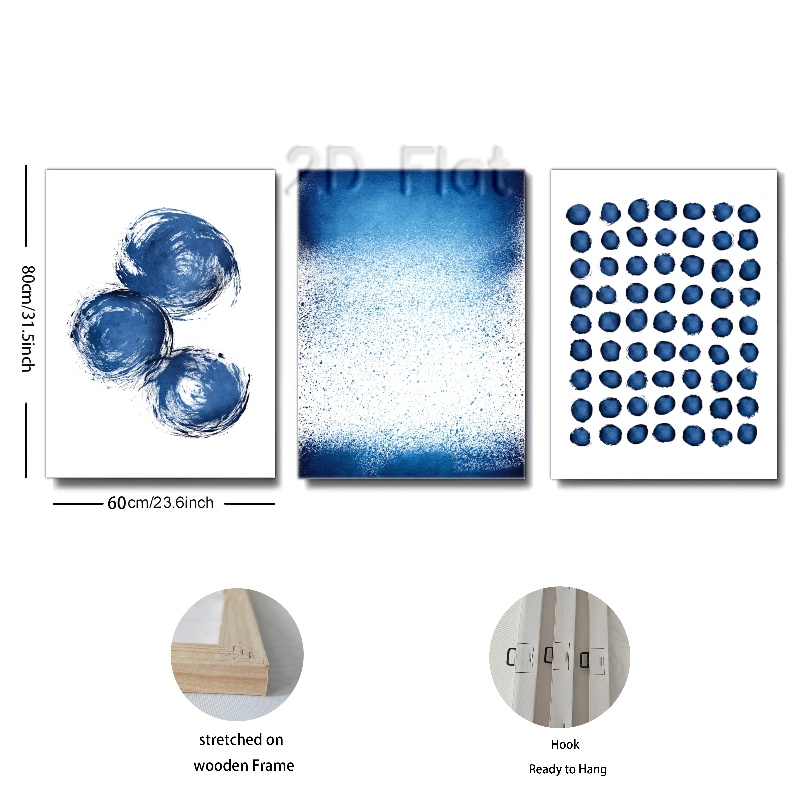 2D Flat
80cm/31.5inch
60cm/23.6inch
stretched on
wooden Frame
Hook
Ready to Hang